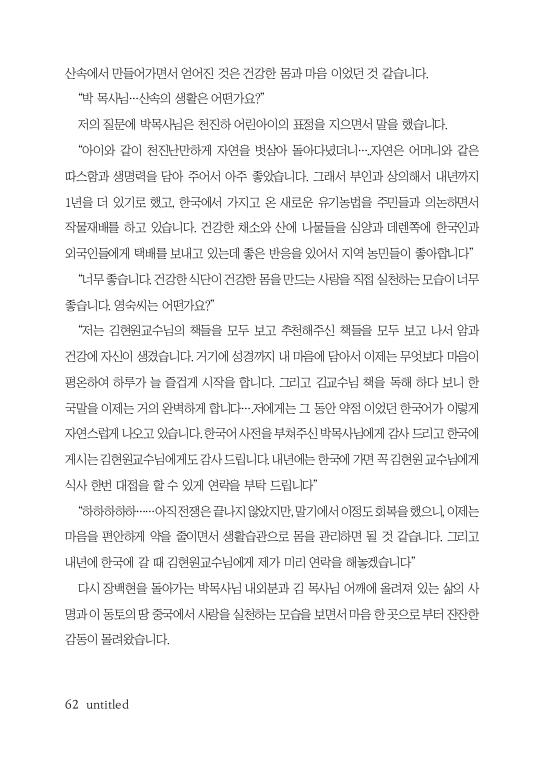 산속에서 만들어가면서 얻어진 것은 건강한 몸과 마음 이었던 것 같습니다.
“박 목사님…산속의 생활은 어떤가요?”
저의 질문에 박목사님은 천진하 어린아이의 표정을 지으면서 말을 했습니다.
“아이와 같이 천진난만하게 자연을 벗삼아 돌아다녔더니…..자연은 어머니와 같은
따스함과 생명력을 담아 주어서 아주 좋았습니다. 그래서 부인과 상의해서 내년까지
1년을 더 있기로 했고, 한국에서 가지고 온 새로운 유기농법을 주민들과 의논하면서
작물재배를 하고 있습니다. 건강한 채소와 산에 나물들을 심양과 데렌쪽에 한국인과
외국인들에게 택배를 보내고 있는데 좋은 반응을 있어서 지역 농민들이 좋아합니다”
“너무 좋습니다. 건강한 식단이 건강한 몸을 만드는 사랑을 직접 실천하는 모습이 너무
좋습니다. 영숙씨는 어떤가요?”
“저는 김현원교수님의 책들을 모두 보고 추천해주신 책들을 모두 보고 나서 암과
건강에 자신이 생겼습니다. 거기에 성경까지 내 마음에 담아서 이제는 무엇보다 마음이
평온하여 하루가 늘 즐겁게 시작을 합니다. 그리고 김교수님 책을 독해 하다 보니 한
국말을 이제는 거의 완벽하게 합니다….저에게는 그 동안 약점 이었던 한국어가 이렇게
자연스럽게 나오고 있습니다. 한국어 사전을 부쳐주신 박목사님에게 감사 드리고 한국에
게시는 김현원교수님에게도 감사 드립니다. 내년에는 한국에 가면 꼭 김현원 교수님에게
식사 한번 대접을 할 수 있게 연락을 부탁 드립니다”
“하하하하하……아직 전쟁은 끝나지 않았지만, 말기에서 이정도 회복을 했으니, 이제는
마음을 편안하게 약을 줄이면서 생활습관으로 몸을 관리하면 될 것 같습니다. 그리고
내년에 한국에 갈 때 김현원교수님에게 제가 미리 연락을 해놓겠습니다”
다시 장백현을 돌아가는 박목사님 내외분과 김 목사님 어깨에 올려져 있는 삶의 사
명과 이 동토의 땅 중국에서 사랑을 실천하는 모습을 보면서 마음 한 곳으로 부터 잔잔한
감동이 몰려왔습니다.
62 untitled